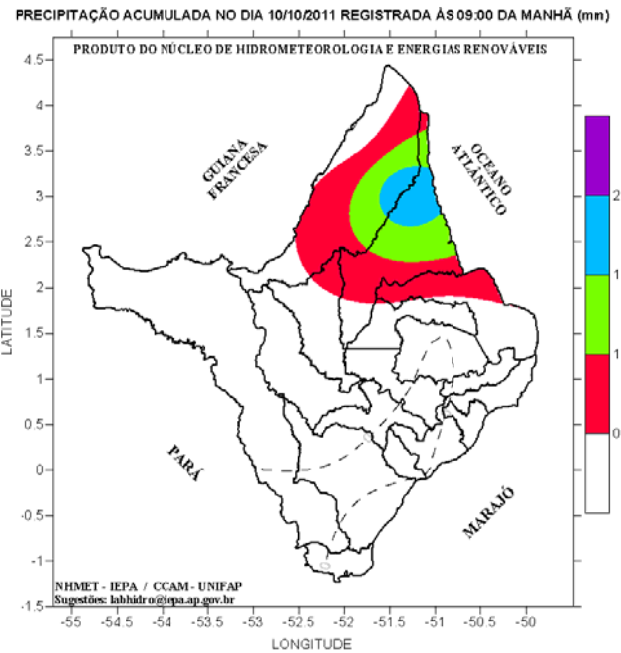 PRECIPITAÇÃO ACUMULADA NO DIA 10/10/2011 REGISTRADA ÀS 09:00 DA MANHÃ (mm)
PRODUTO DO NÚCLEO DE HIDROMETEOROLOGIA E ENERGIAS RENOVÁVEIS
4.5
4
3.5
3
2.5
2
1.5
1
0.5
0
-0.5
-1
-1.5
LATITUDE
GUIANA
FRANCESA
OCEANO
ATLÂNTICO
PARÁ
MARAJÓ
0
0
2
1
1
0
NHMET - IEPA / CCAM - UNIFAP
Sugestões: labhidro@iepa.ap.gov.br
-55 -54.5 -54 -53.5 -53 -52.5 -52 -51.5 -51 -50.5 -50
LONGITUDE